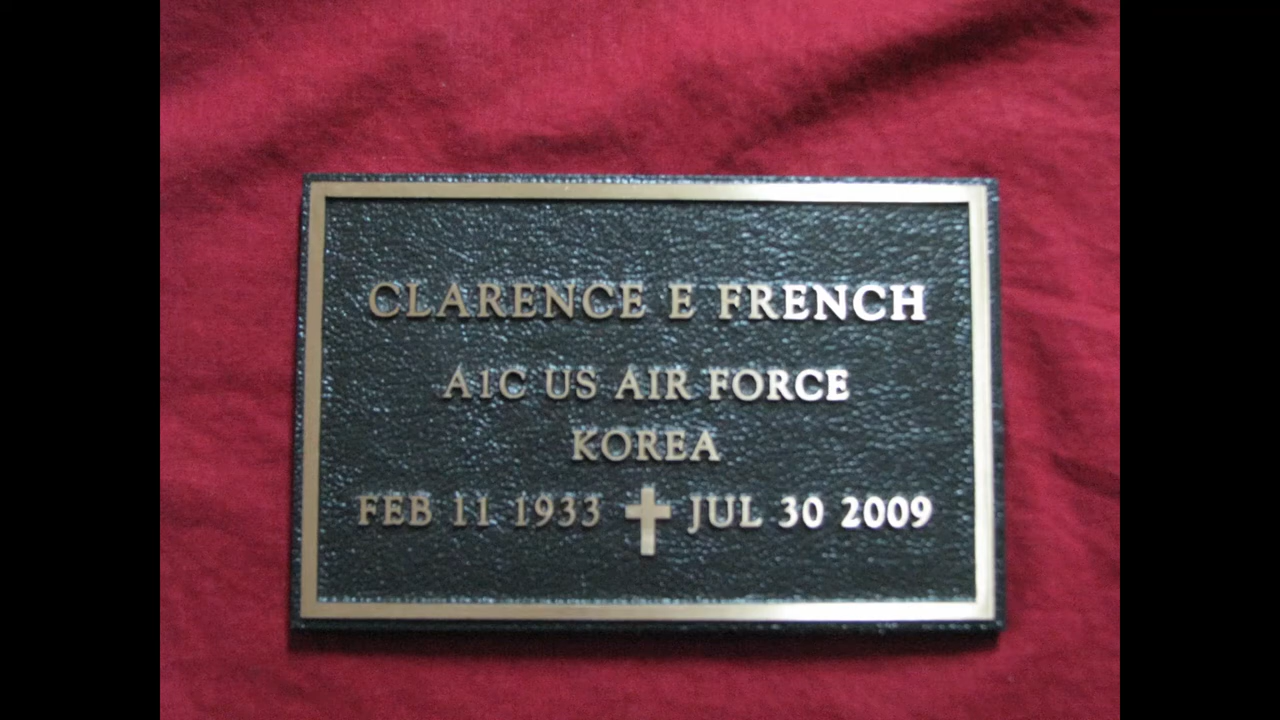 CLARENCE E FRENCH
A1C US AIR FORCE
KOREA
FEB 11 1933 JUL 30 2009